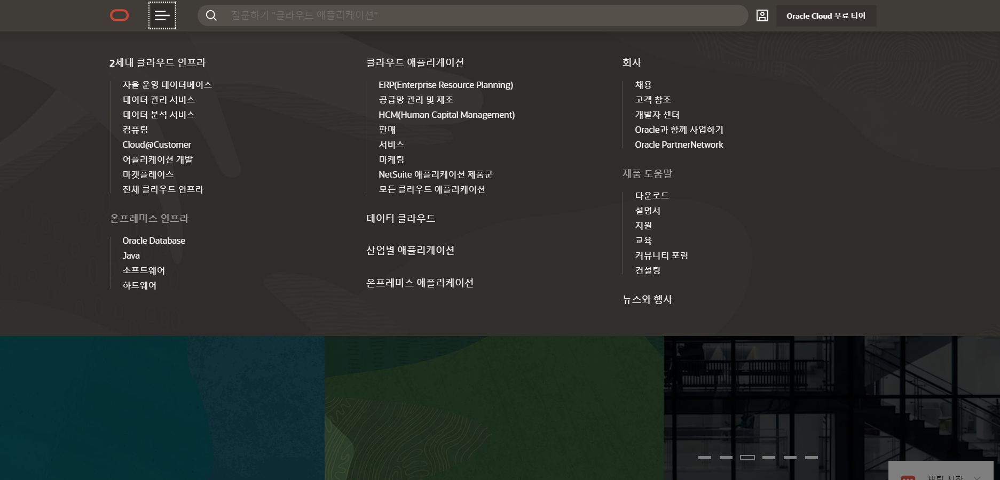 질문하기 "클라우드 애플리케이션"
Oracle Cloud 무료 티어
2세대 클라우드 인프라
자율 운영 데이터베이스
데이터 관리 서비스
데이터 분석 서비스
컴퓨팅
Cloud@Customer
어플리케이션 개발
마켓플레이스
전체 클라우드 인프라
온프레미스 인프라
Oracle Database
Java
소프트웨어
하드웨어
클라우드 애플리케이션
ERP(Enterprise Resource Planning)
공급망 관리 및 제조
HCM(Human Capital Management)
판매
서비스
마케팅
NetSuite 애플리케이션 제품군
모든 클라우드 애플리케이션
데이터 클라우드
산업별 애플리케이션
온프레미스 애플리케이션
회사
채용
고객 참조
개발자 센터
Oracle과 함께 사업하기
Oracle PartnerNetwork
제품 도움말
다운로드
설명서
지원
교육
커뮤니티 포럼
컨설팅
뉴스와 행사
채팅 시작